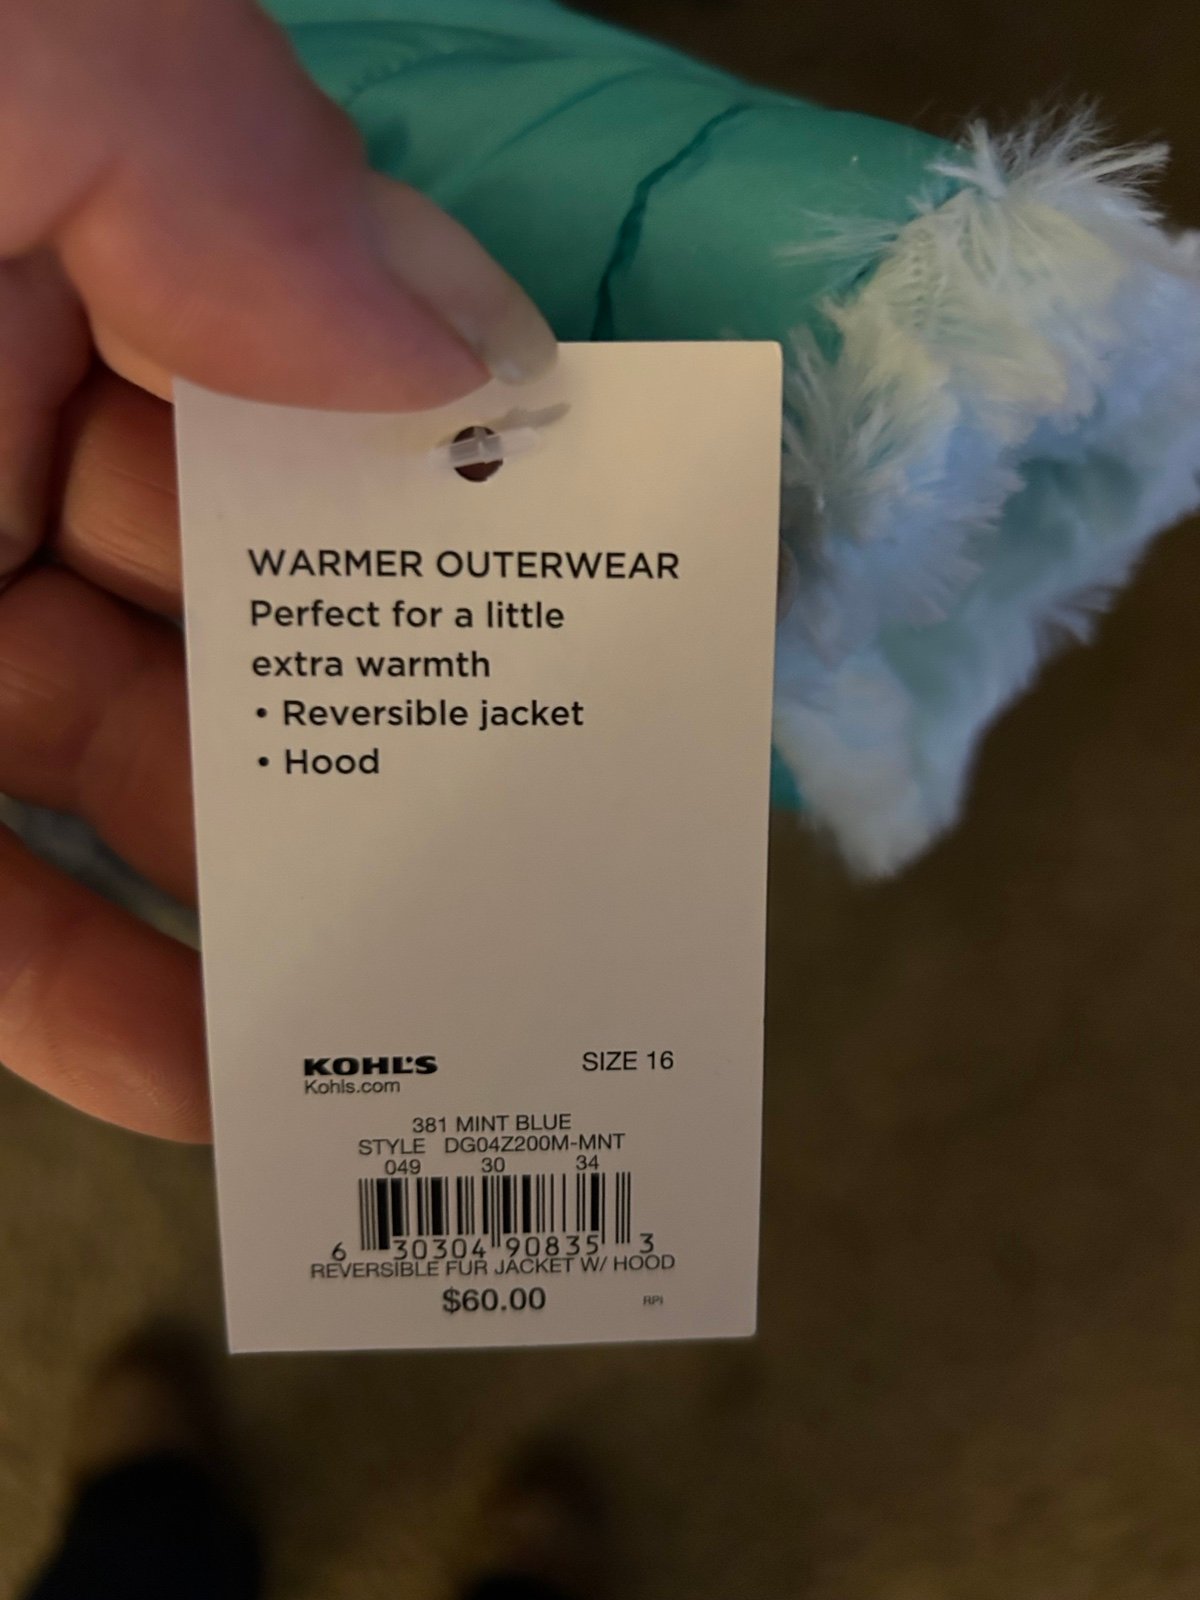 WARMER OUTERWEAR
Perfect for a little
extra warmth
• Reversible jacket
• Hood
KOHL'S SIZE 16
Kohls.com
381 MINT BLUE
STYLE DG04Z200M-MNT
049 30 34
6 30304 90835 3
REVERSIBLE FUR JACKET W/ HOOD
$60.00 RPI